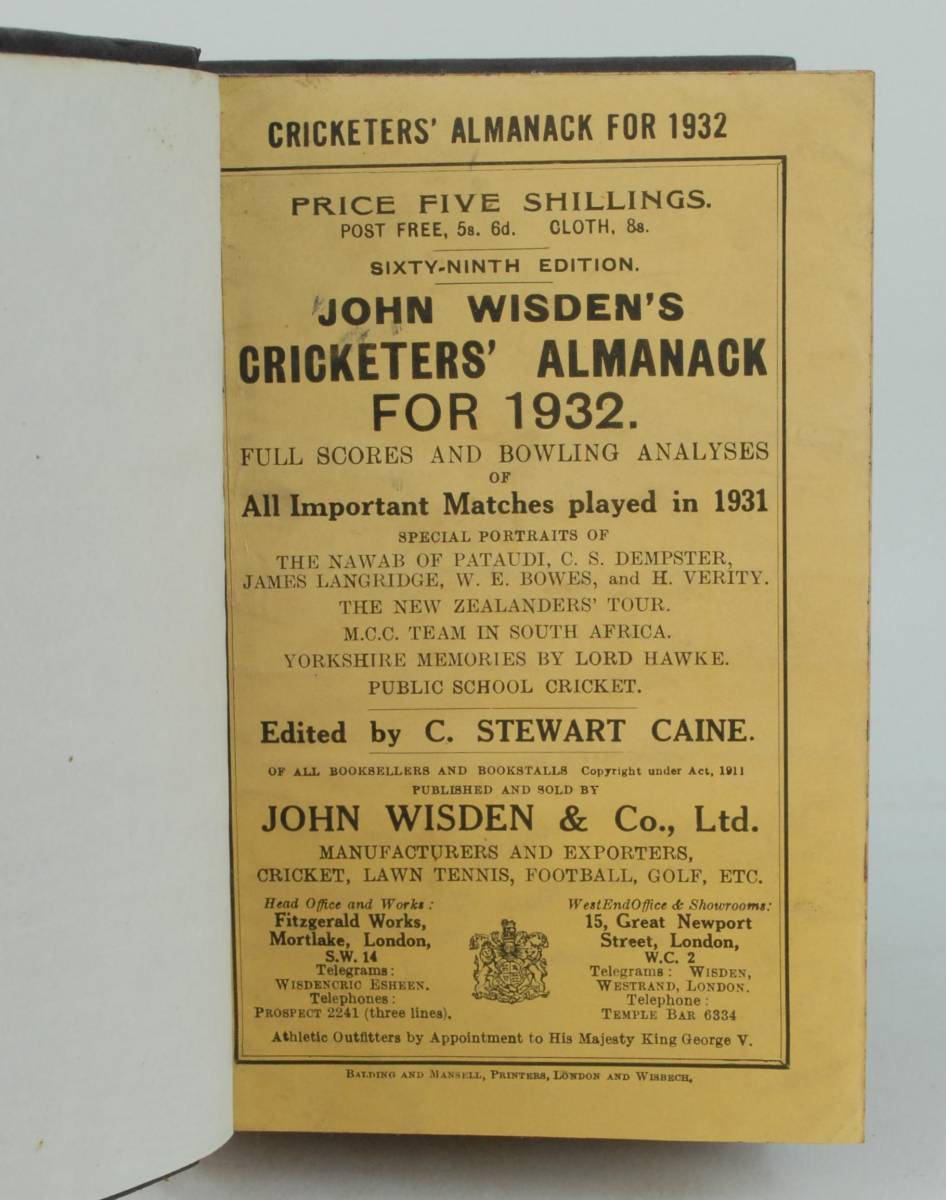 CRICKETERS' ALMANACK FOR 1932
PRICE FIVE SHILLINGS.
POST FREE, 5s. 6d. CLOTH, 8s.
SIXTY-NINTH EDITION.
JOHN WISDEN'S
CRICKETERS' ALMANACK
FOR 1932.
FULL SCORES AND BOWLING ANALYSES
OF
All Important Matches played in 1931
SPECIAL PORTRAITS OF
THE NAWAB OF PATAUDI, C. S. DEMPSTER,
JAMES LANGRIDGE, W. E. BOWES, and H. VERITY.
THE NEW ZEALANDERS' TOUR.
M.C.C. TEAM IN SOUTH AFRICA.
YORKSHIRE MEMORIES BY LORD HAWKE.
PUBLIC SCHOOL CRICKET.
Edited by C. STEWART CAINE.
OF ALL BOOKSELLERS AND BOOKSTALLS Copyright under Act, 1911
PUBLISHED AND SOLD BY
JOHN WISDEN & Co., Ltd.
MANUFACTURERS AND EXPORTERS,
CRICKET, LAWN TENNIS, FOOTBALL, GOLF, ETC.
Head Office and Works:
Fitzgerald Works,
Mortlake, London,
S.W. 14
Telegrams:
WISDENCRIC ESHEEN.
Telephones:
PROSPECT 2241 (three lines).
West End Office & Showrooms:
15, Great Newport
Street, London,
W.C. 2
Telegrams: WISDEN,
WESTRAND, LONDON.
Telephone:
TEMPLE BAR 6334
Athletic Outfitters by Appointment to His Majesty King George V.
BALDING AND MANSELL, PRINTERS, LONDON AND WISBECH.